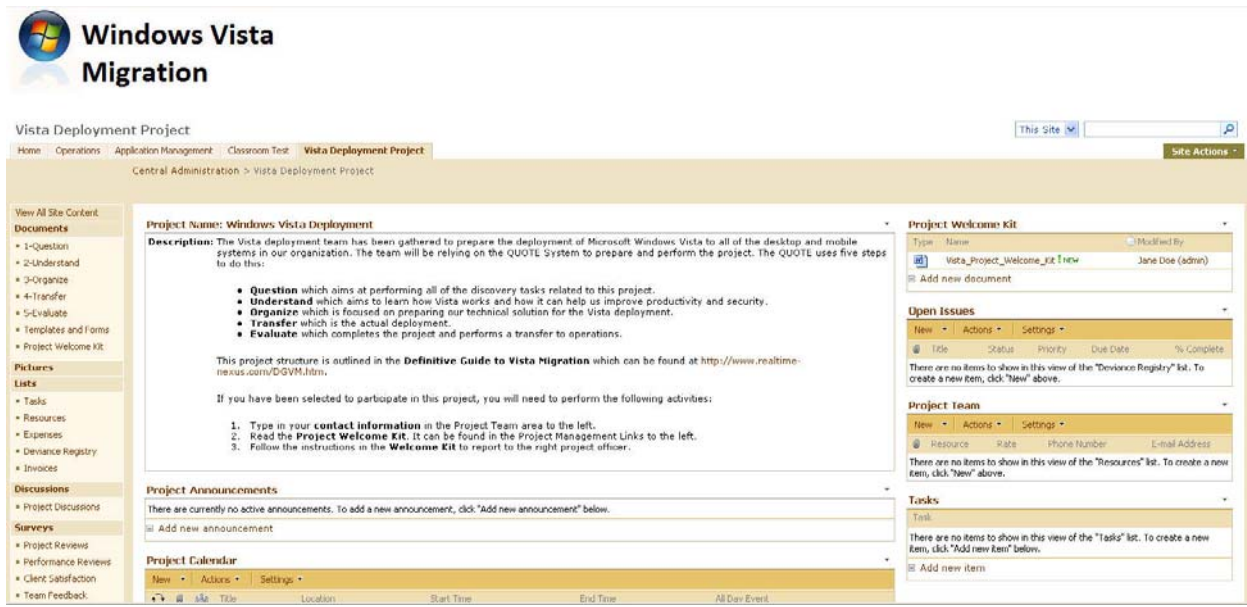 Windows Vista
Migration
Vista Deployment Project
This Site
Home Operations Application Management Classroom Test Vista Deployment Project
Site Actions
Central Administration > Vista Deployment Project
View All Site Content
Documents
1-Question
2-Understand
3-Organize
4-Transfer
5-Evaluate
Templates and Forms
Project Welcome Kit
Pictures
Lists
Tasks
Resources
Expenses
Deviance Registry
Invoices
Discussions
Project Discussions
Surveys
Project Reviews
Performance Reviews
Client Satisfaction
Team Feedback
Project Name: Windows Vista Deployment
Description: The Vista deployment team has been gathered to prepare the deployment of Microsoft Windows Vista to all of the desktop and mobile
systems in our organization. The team will be relying on the QUOTE System to prepare and perform the project. The QUOTE uses five steps
to do this:
• Question which aims at performing all of the discovery tasks related to this project.
• Understand which aims to learn how Vista works and how it can help us improve productivity and security.
• Organize which is focused on preparing our technical solution for the Vista deployment.
• Transfer which is the actual deployment.
• Evaluate which completes the project and performs a transfer to operations.
This project structure is outlined in the Definitive Guide to Vista Migration which can be found at http://www.realtime-
nexus.com/DGVM.htm.
If you have been selected to participate in this project, you will need to perform the following activities:
1. Type in your contact information in the Project Team area to the left.
2. Read the Project Welcome Kit. It can be found in the Project Management Links to the left.
3. Follow the instructions in the Welcome Kit to report to the right project officer.
Project Announcements
There are currently no active announcements. To add a new announcement, click "Add new announcement" below.
Add new announcement
Project Calendar
New Actions Settings
Title Location Start Time End Time All Day Event
Project Welcome Kit
Type Name Modified By
Vista_Project_Welcome_Kit ! NEW Jane Doe (admin)
Add new document
Open Issues
New Actions Settings
Title Status Priority Due Date % Complete
There are no items to show in this view of the "Deviance Registry" list. To
create a new item, click "New" above.
Project Team
New Actions Settings
Resource Rate Phone Number E-mail Address
There are no items to show in this view of the "Resources" list. To create a new
item, click "New" above.
Tasks
Task
There are no items to show in this view of the "Tasks" list. To create a new
item, click "Add new item" below.
Add new item